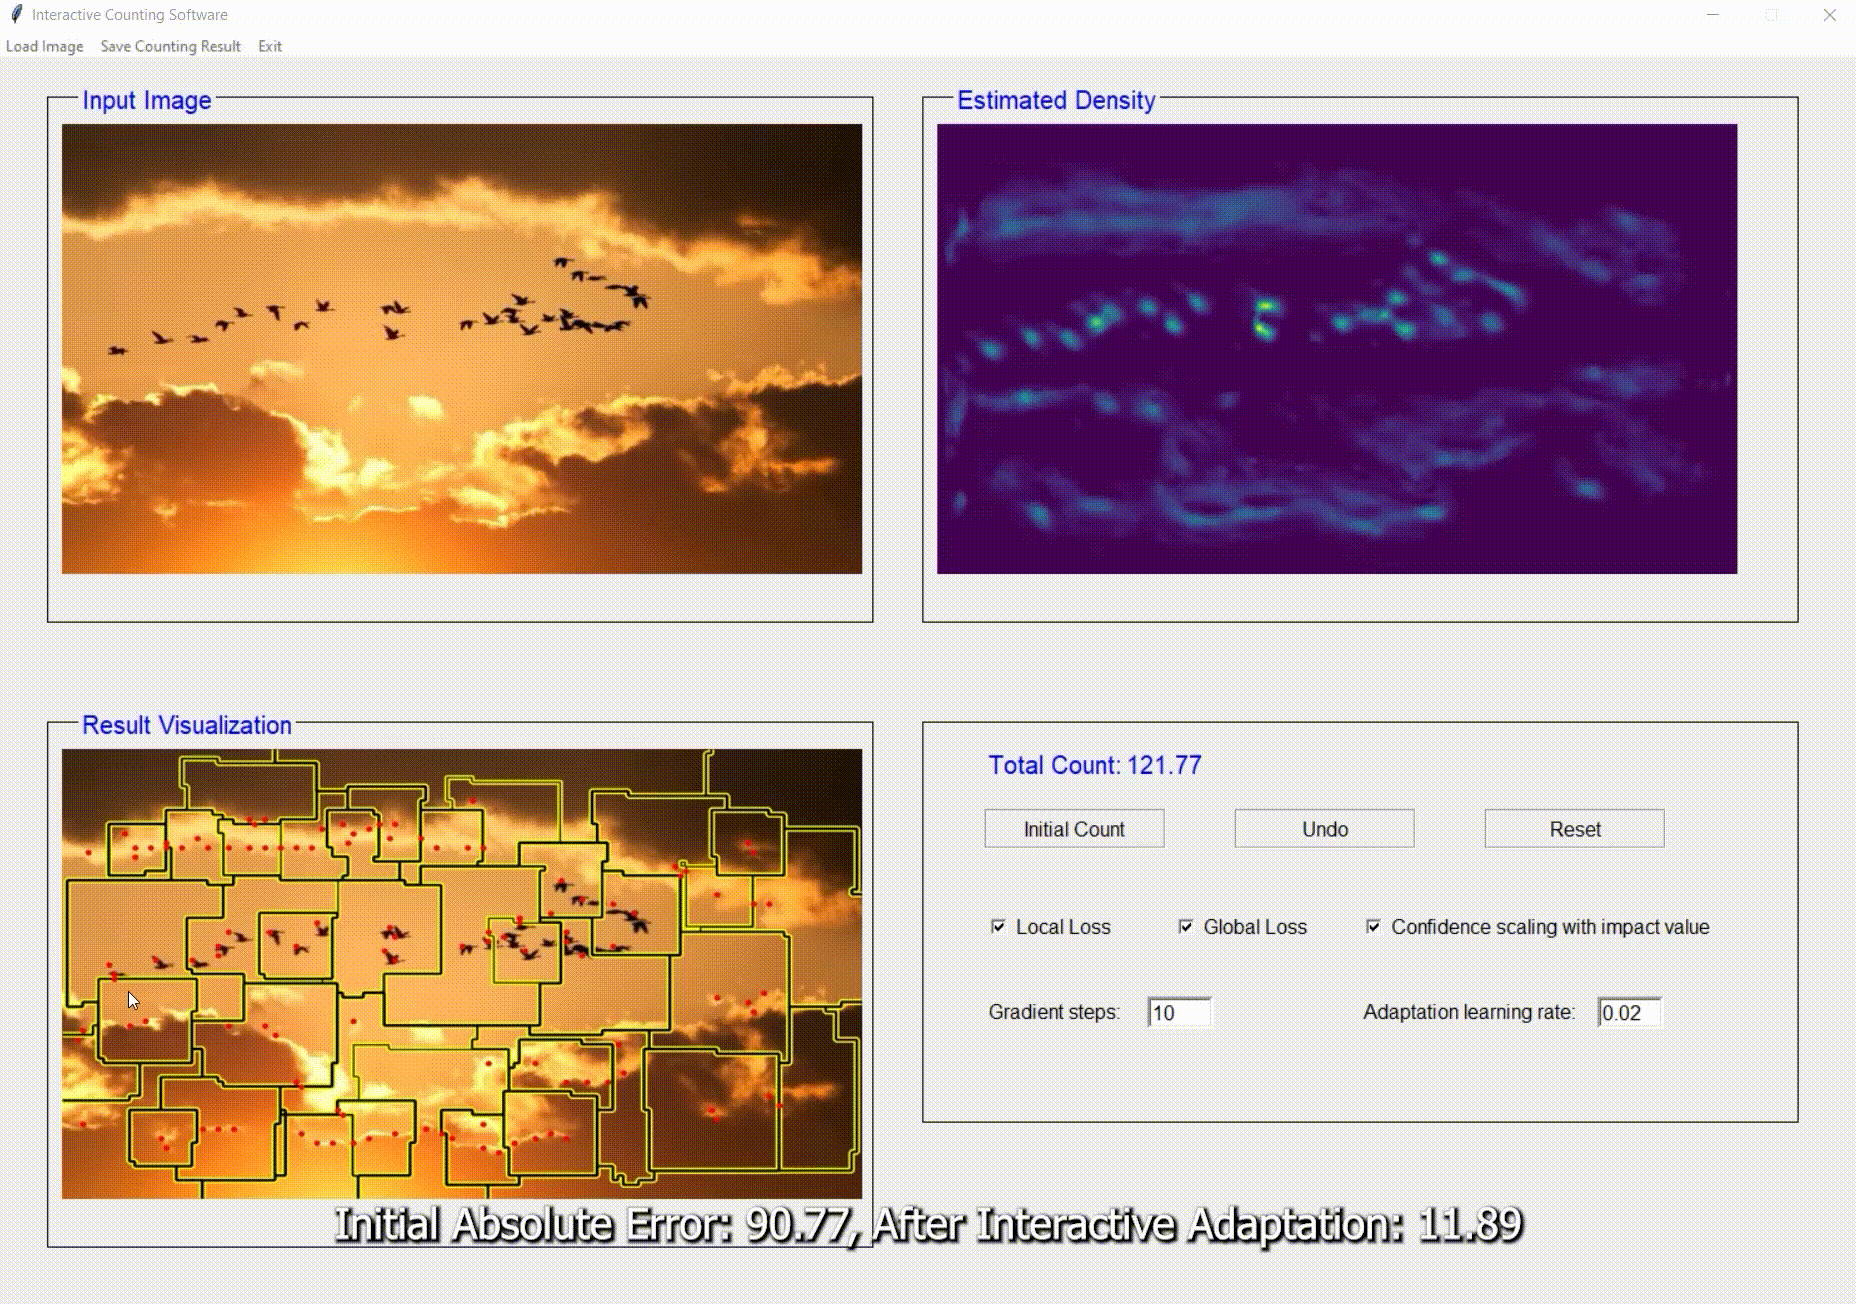 Interactive Counting Software
Load Image Save Counting Result Exit
Input Image
Estimated Density
Result Visualization
Total Count: 121.77
Initial Count Undo Reset
Local Loss Global Loss Confidence scaling with impact value
Gradient steps: 10 Adaptation learning rate: 0.02
Initial Absolute Error: 90.77, After Interactive Adaptation: 11.89